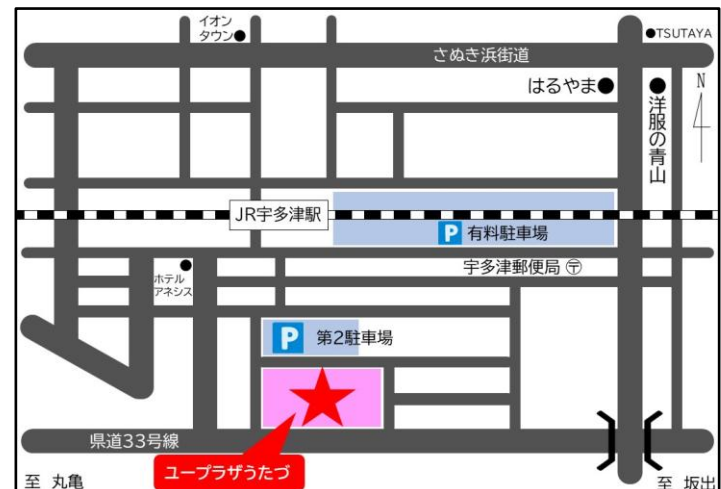 イオン
タウン
TSUTAYA
さぬき浜街道
はるやま
N
洋服の青山
JR宇多津駅
P 有料駐車場
宇多津郵便局 〒
ホテル
アネシス
P 第2駐車場
県道33号線
ユープラザうたづ
至 丸亀
至 坂出